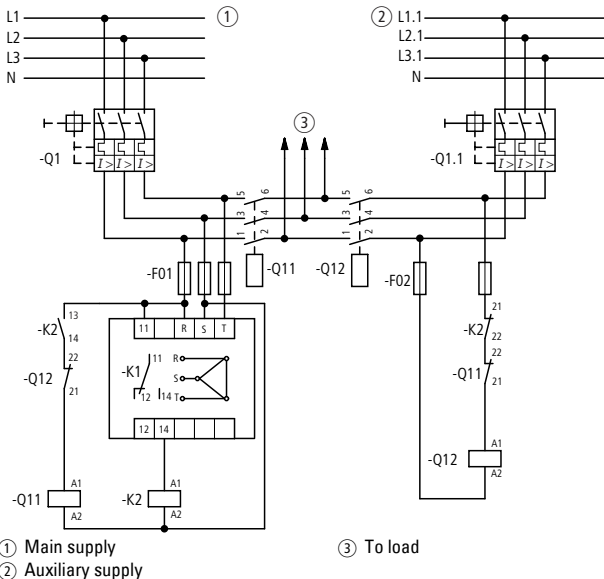 L1 ① ② L1.1
L2 L2.1
L3 L3.1
N N
③
-Q1 I> I> I> -Q1.1 I> I> I>
5 6 5 6
3 4 3 4
1 2 1 2
-F01 -Q11 -Q12 -F02
13 21
-K2 11 R S T -K2
14 22
22 11 R 22
-Q12 -K1 S -Q11
21 12 14 T 21
12 14 A1
-Q12
A2
A1 A1
-Q11 -K2
A2 A2
① Main supply ③ To load
② Auxiliary supply